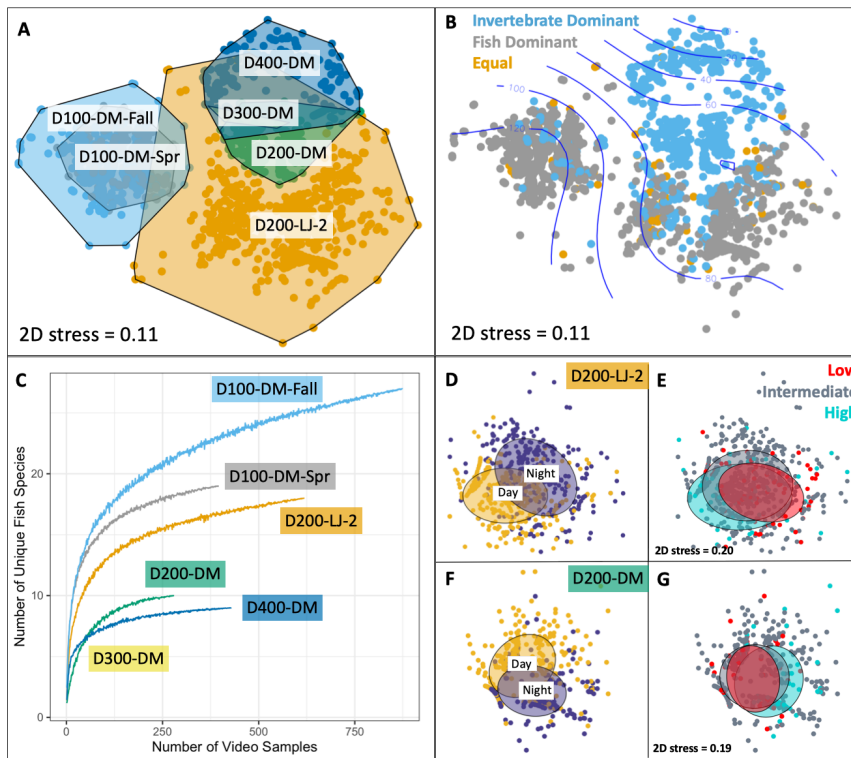 A
D400-DM
D100-DM-Fall
D300-DM
D100-DM-Spr
D200-DM
D200-LJ-2
2D stress = 0.11
B
Invertebrate Dominant
Fish Dominant
Equal
100
40
60
120
80
2D stress = 0.11
C
D100-DM-Fall
D100-DM-Spr
D200-LJ-2
D200-DM
D400-DM
D300-DM
Number of Unique Fish Species
20
10
0
0
250
500
750
Number of Video Samples
D
D200-LJ-2
Night
Day
E
Low
Intermediate
High
2D stress = 0.20
F
D200-DM
Day
Night
G
2D stress = 0.19